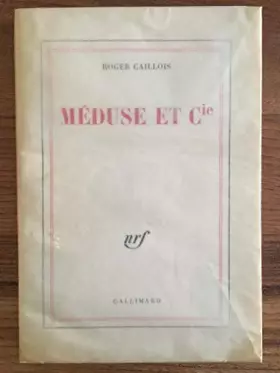 ROGER CAILLOIS
MÉDUSE ET Cie
nrf
GALLIMARD